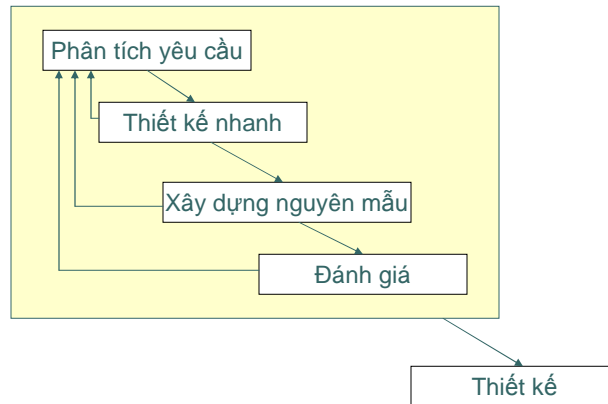 Phân tích yêu cầu
Thiết kế nhanh
Xây dựng nguyên mẫu
Đánh giá
Thiết kế